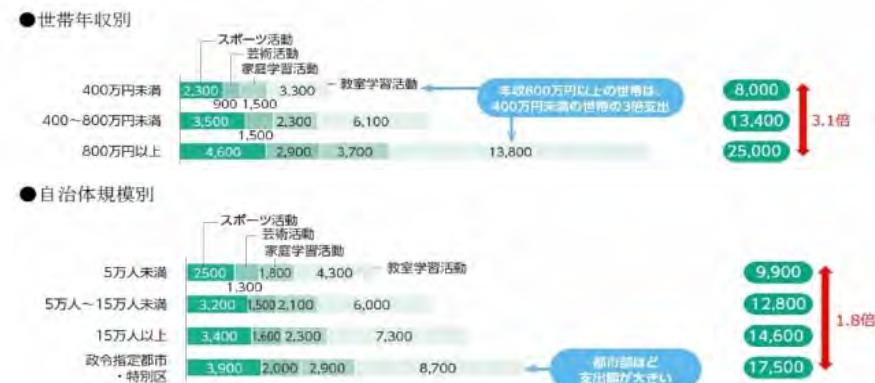 ●世帯年収別
スポーツ活動
芸術活動
家庭学習活動
教室学習活動
400万円未満 2,300 3,300 8,000
900 1,500
年収800万円以上の世帯は、
400万円未満の世帯の3倍支出
400〜800万円未満 3,500 2,300 6,100 13,400
1,500
3.1倍
800万円以上 4,600 2,900 3,700 13,800 25,000
●自治体規模別
スポーツ活動
芸術活動
家庭学習活動
教室学習活動
5万人未満 2500 1,800 4,300 9,900
1,300
5万人〜15万人未満 3,200 1,500 2,100 6,000 12,800
1.8倍
15万人以上 3,400 1,600 2,300 7,300 14,600
政令指定都市
・特別区 3,900 2,000 2,900 8,700 17,500
都市部ほど
支出額が大きい